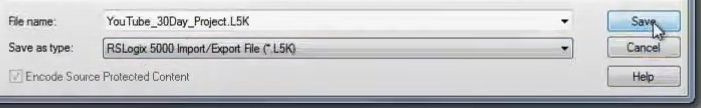 File name: YouTube_30Day_Project.L5K Save
Save as type: RSLogix 5000 Import/Export File (*.L5K) Cancel
Encode Source Protected Content Help